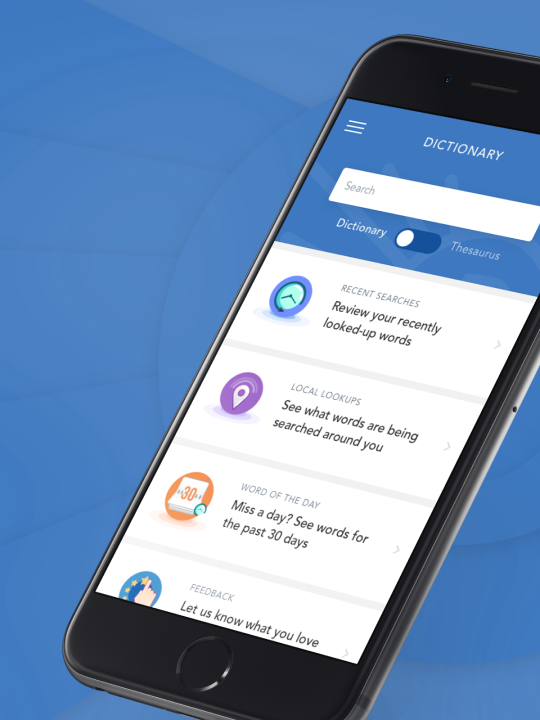 DICTIONARY
Search
Dictionary
Thesaurus
RECENT SEARCHES
Review your recently
looked-up words
LOCAL LOOKUPS
See what words are being
searched around you
30
WORD OF THE DAY
Miss a day? See words for
the past 30 days
FEEDBACK
Let us know what you love